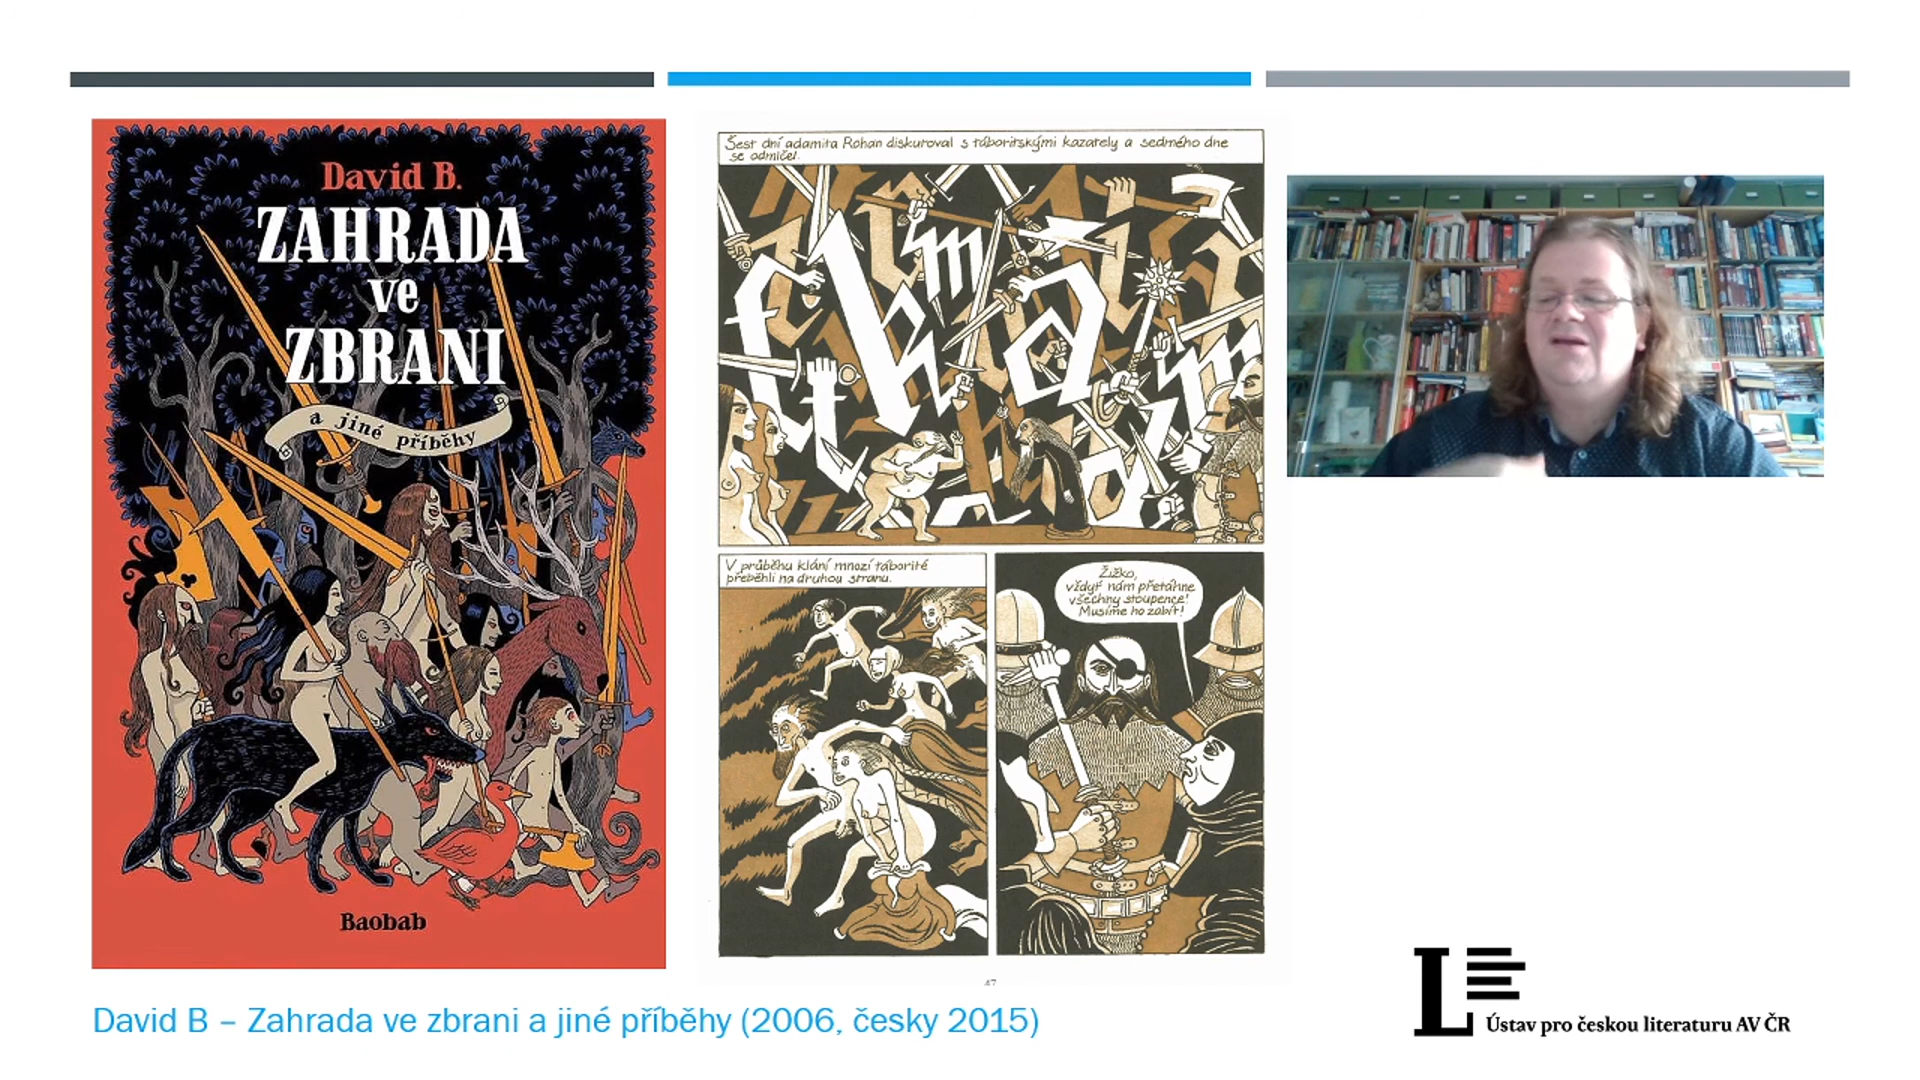 David B.
ZAHRADA
ve
ZBRANI
a jiné příběhy
Baobab
Šest dní adamita Rohan diskutoval s táboritskými kazately a sedmého dne
se odmlčel.
V průběhu klání mnozí táborité
přeběhli na druhou stranu.
Žižko,
vždyť nám přetáhne
všechny stoupence!
Musíme ho zabít!
47
David B – Zahrada ve zbrani a jiné příběhy (2006, česky 2015)
Ústav pro českou literaturu AV ČR